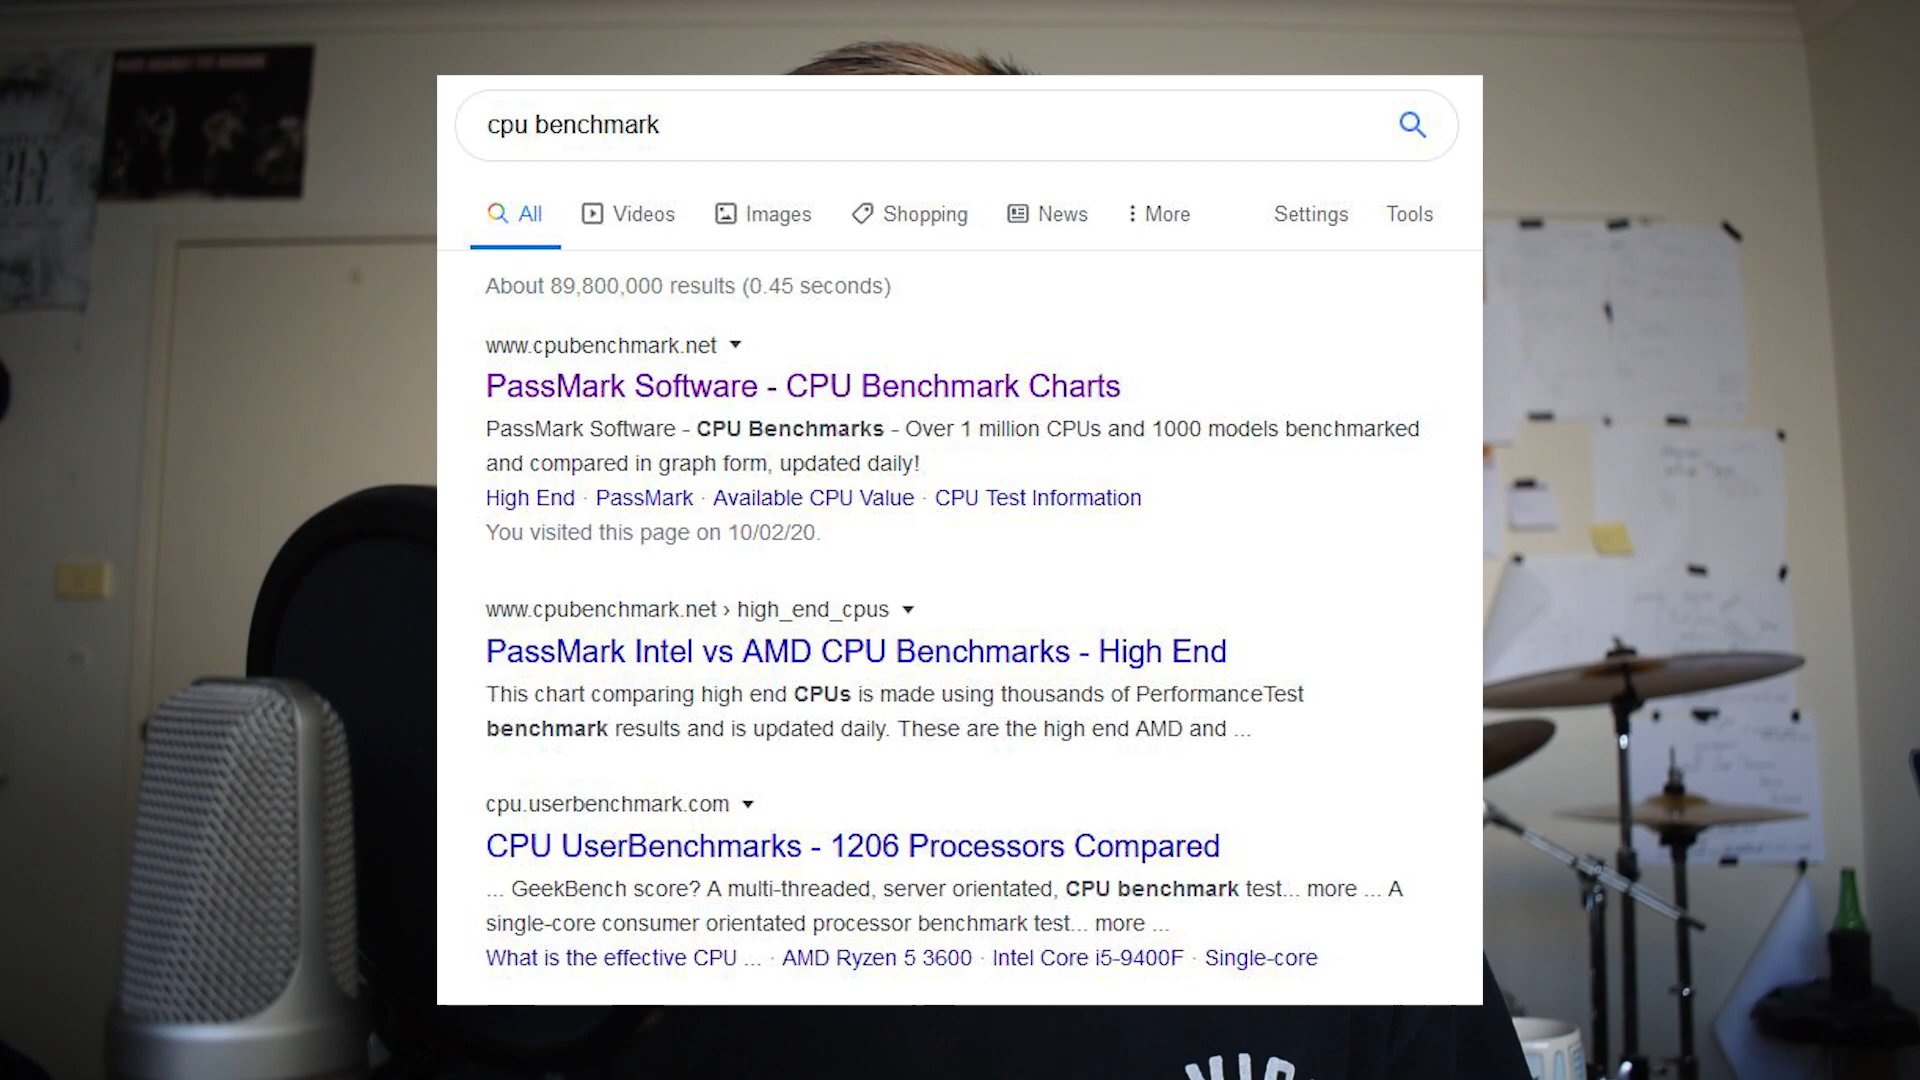 cpu benchmark
All Videos Images Shopping News More Settings Tools
About 89,800,000 results (0.45 seconds)
www.cpubenchmark.net
PassMark Software - CPU Benchmark Charts
PassMark Software - CPU Benchmarks - Over 1 million CPUs and 1000 models benchmarked
and compared in graph form, updated daily!
High End · PassMark · Available CPU Value · CPU Test Information
You visited this page on 10/02/20.
www.cpubenchmark.net › high_end_cpus
PassMark Intel vs AMD CPU Benchmarks - High End
This chart comparing high end CPUs is made using thousands of PerformanceTest
benchmark results and is updated daily. These are the high end AMD and ...
cpu.userbenchmark.com
CPU UserBenchmarks - 1206 Processors Compared
... GeekBench score? A multi-threaded, server orientated, CPU benchmark test... more ... A
single-core consumer orientated processor benchmark test... more ...
What is the effective CPU ... · AMD Ryzen 5 3600 · Intel Core i5-9400F · Single-core